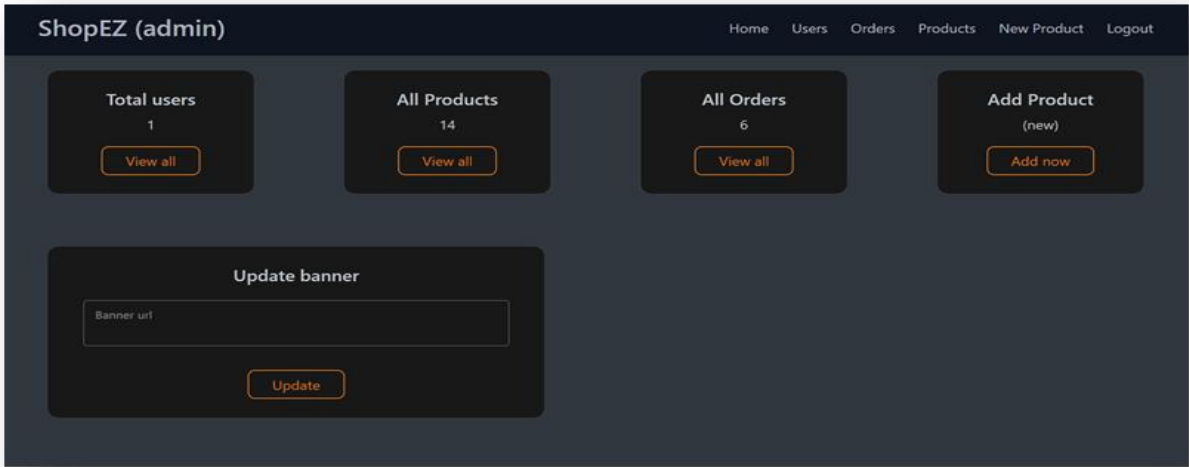 ShopEZ (admin)
Home Users Orders Products New Product Logout
Total users
1
View all
All Products
14
View all
All Orders
6
View all
Add Product
(new)
Add now
Update banner
Banner url
Update